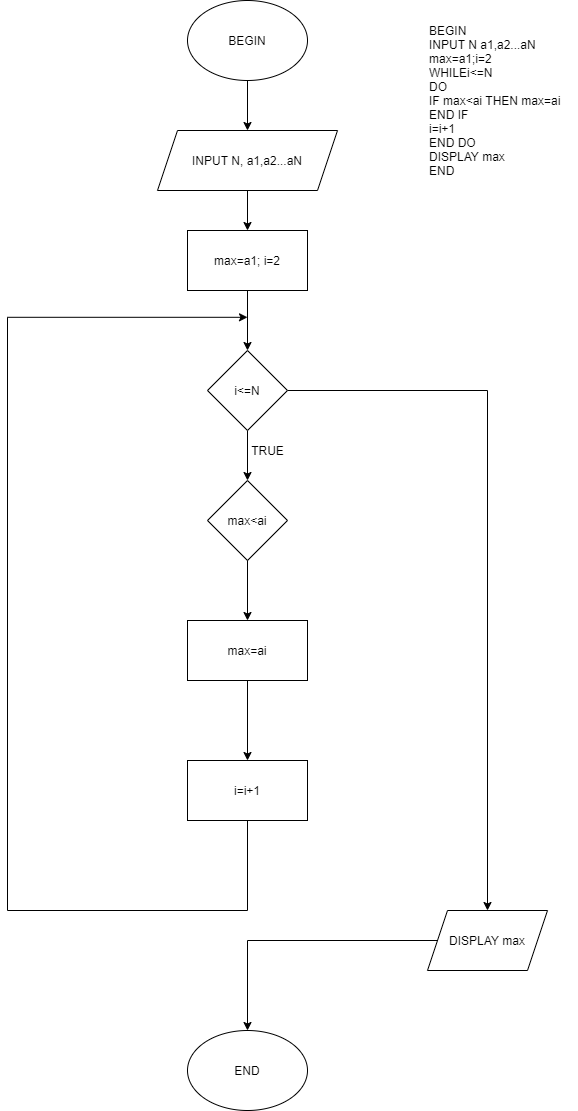 BEGIN
INPUT N, a1,a2...aN
max=a1; i=2
i<=N
TRUE
max<ai
max=ai
i=i+1
DISPLAY max
END
BEGIN
INPUT N a1,a2...aN
max=a1;i=2
WHILEi<=N
DO
IF max<ai THEN max=ai
END IF
i=i+1
END DO
DISPLAY max
END